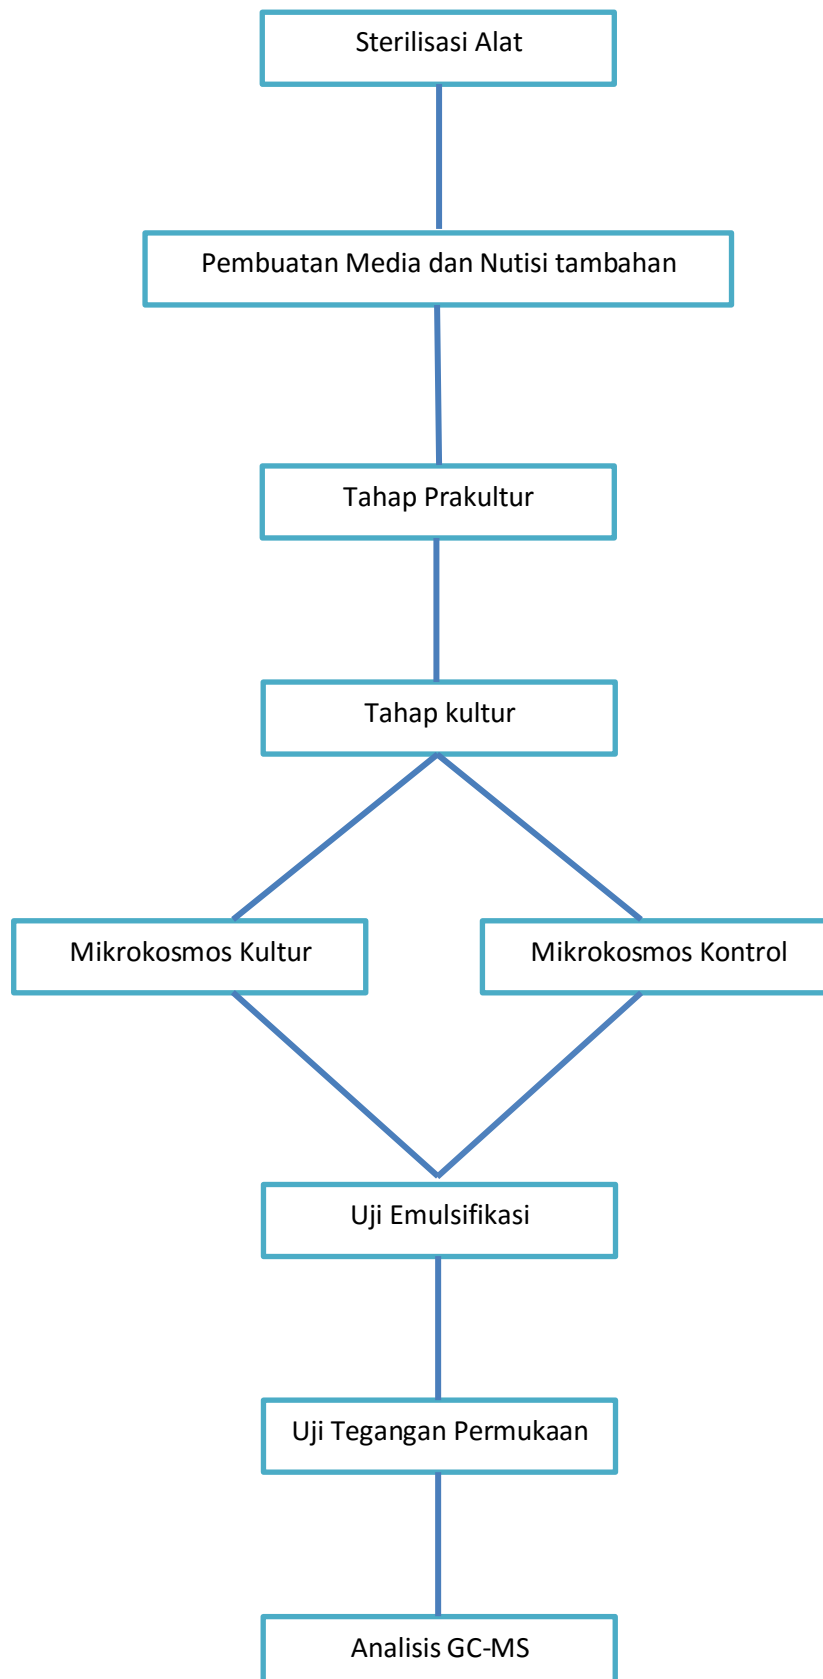 Sterilisasi Alat
Pembuatan Media dan Nutisi tambahan
Tahap Prakultur
Tahap kultur
Mikrokosmos Kultur
Mikrokosmos Kontrol
Uji Emulsifikasi
Uji Tegangan Permukaan
Analisis GC-MS